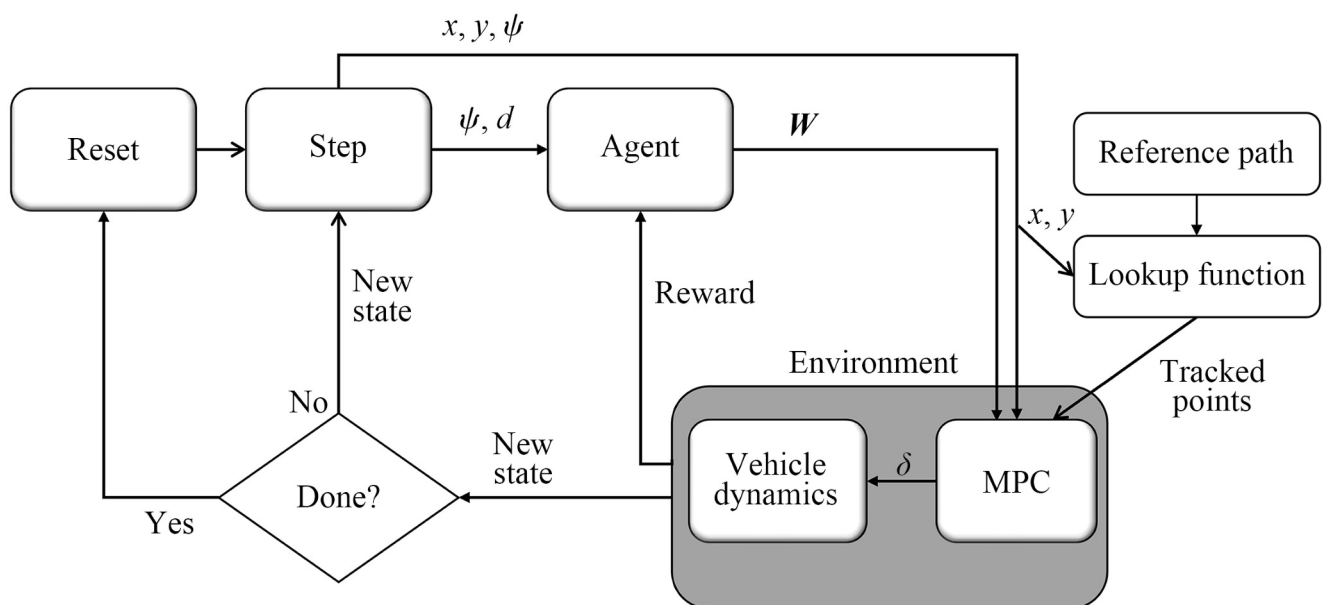 x, y, ψ
Reset
Step
ψ, d
Agent
W
Reference path
x, y
Lookup function
New
state
Reward
Environment
Tracked
points
No
New
state
Vehicle
dynamics
δ
MPC
Done?
Yes